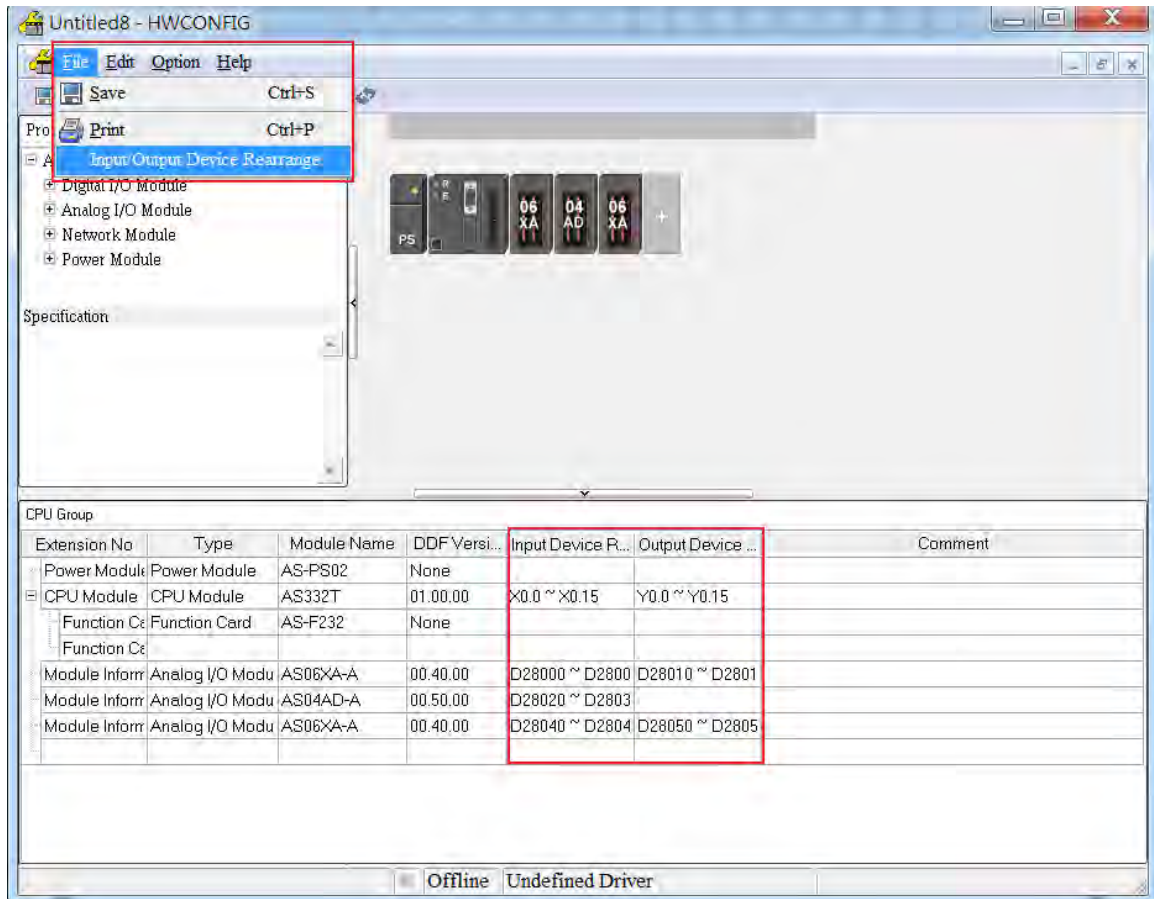 Untitled8 - HWCONFIG
File Edit Option Help
Save Ctrl+S
Print Ctrl+P
Input/Output Device Rearrange
Pro
A
Digital I/O Module
Analog I/O Module
Network Module
Power Module
Specification
PS R E 06 XA 04 AD 06 XA +
CPU Group
Extension No Type Module Name DDF Versi... Input Device R... Output Device ... Comment
Power Module Power Module AS-PS02 None
CPU Module CPU Module AS332T 01.00.00 X0.0 ~ X0.15 Y0.0 ~ Y0.15
Function Ca Function Card AS-F232 None
Function Ca
Module Inform Analog I/O Modu AS06XA-A 00.40.00 D28000 ~ D2800 D28010 ~ D2801
Module Inform Analog I/O Modu AS04AD-A 00.50.00 D28020 ~ D2803
Module Inform Analog I/O Modu AS06XA-A 00.40.00 D28040 ~ D2804 D28050 ~ D2805
Offline Undefined Driver